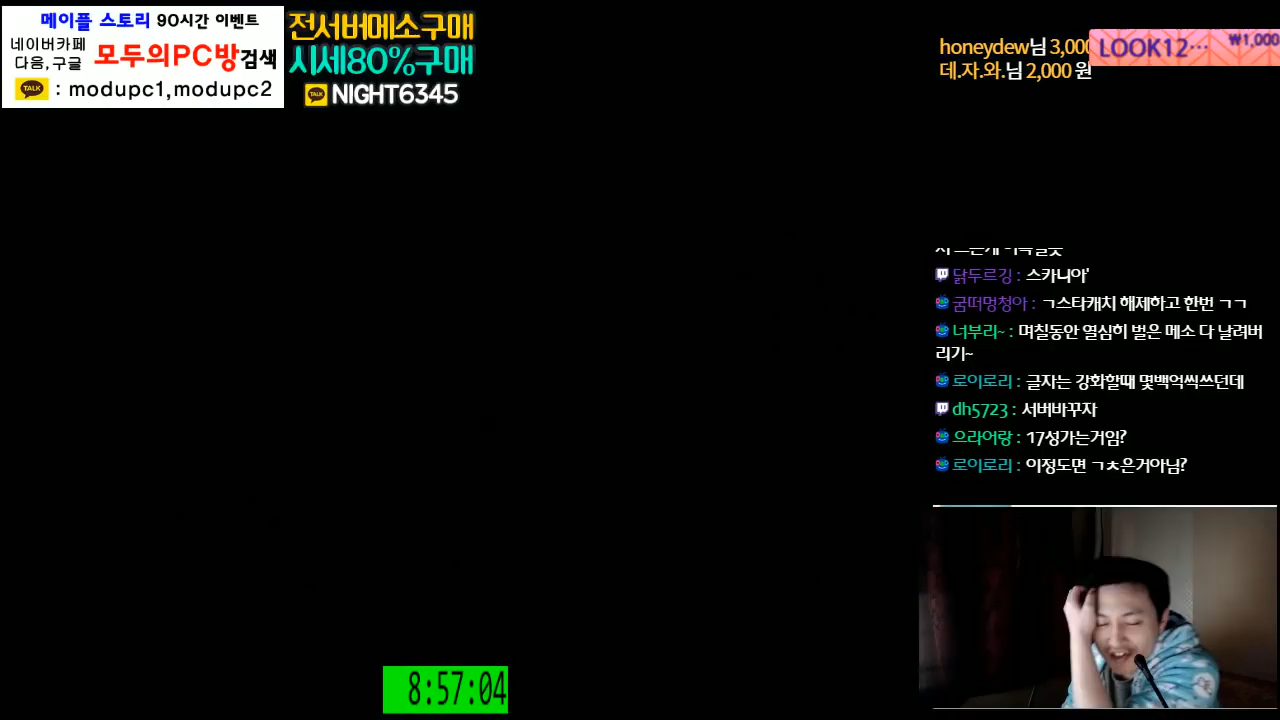 메이플 스토리 90시간 이벤트
네이버카페
다음,구글
모두의PC방검색
TALK : modupc1,modupc2
전서버메소구매
시세80%구매
TALK NIGHT6345
honeydew님 3,000
데.자.와.님 2,000 원
LOOK12… ₩1,000
닭두르깅 : 스카니아'
굼떠멍청아 : ㄱ스타캐치 해제하고 한번 ㄱㄱ
너부리~ : 며칠동안 열심히 벌은 메소 다 날려버
리기~
로이로리 : 글자는 강화할때 몇백억씩쓰던데
dh5723 : 서버바꾸자
으라어랑 : 17성가는거임?
로이로리 : 이정도면 ㄱㅊ은거아님?
8:57:04